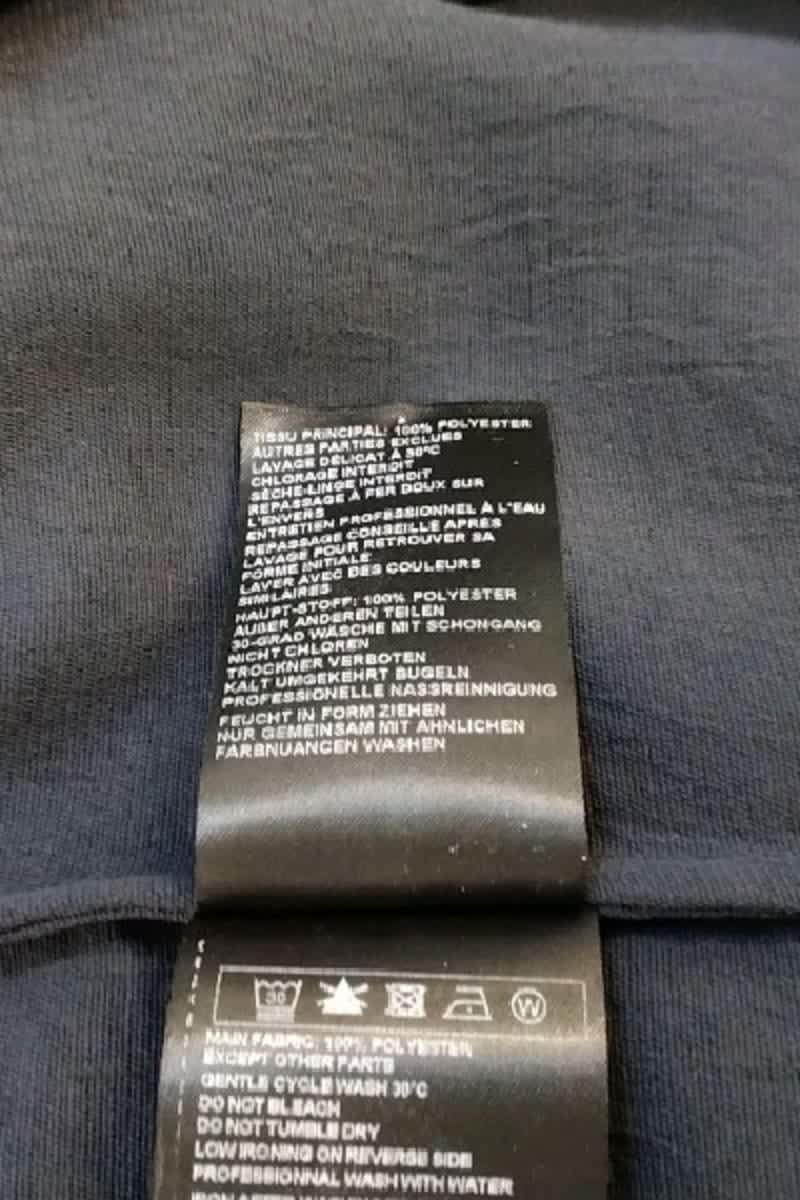 TISSU PRINCIPAL: 100% POLYESTER
AUTRES PARTIES EXCLUES
LAVAGE DELICAT À 30°C
CHLORAGE INTERDIT
SÈCHE-LINGE INTERDIT
REPASSAGE À FER DOUX SUR
L'ENVERS
ENTRETIEN PROFESSIONNEL À L'EAU
REPASSAGE CONSEILLÉ APRÈS
LAVAGE POUR RETROUVER SA
FORME INITIALE
LAVER AVEC DES COULEURS
SIMILAIRES
HAUPT-STOFF: 100% POLYESTER
AUßER ANDEREN TEILEN
30-GRAD WÄSCHE MIT SCHONGANG
NICHT CHLOREN
TROCKNER VERBOTEN
KALT UMGEKEHRT BUGELN
PROFESSIONELLE NASSREINNIGUNG
FEUCHT IN FORM ZIEHEN
NUR GEMEINSAM MIT AHNLICHEN
FARBNUANCEN WASHEN
30 W
MAIN FABRIC: 100% POLYESTER
EXCEPT OTHER PARTS
GENTLE CYCLE WASH 30°C
DO NOT BLEACH
DO NOT TUMBLE DRY
LOW IRONING ON REVERSE SIDE
PROFESSIONNAL WASH WITH WATER